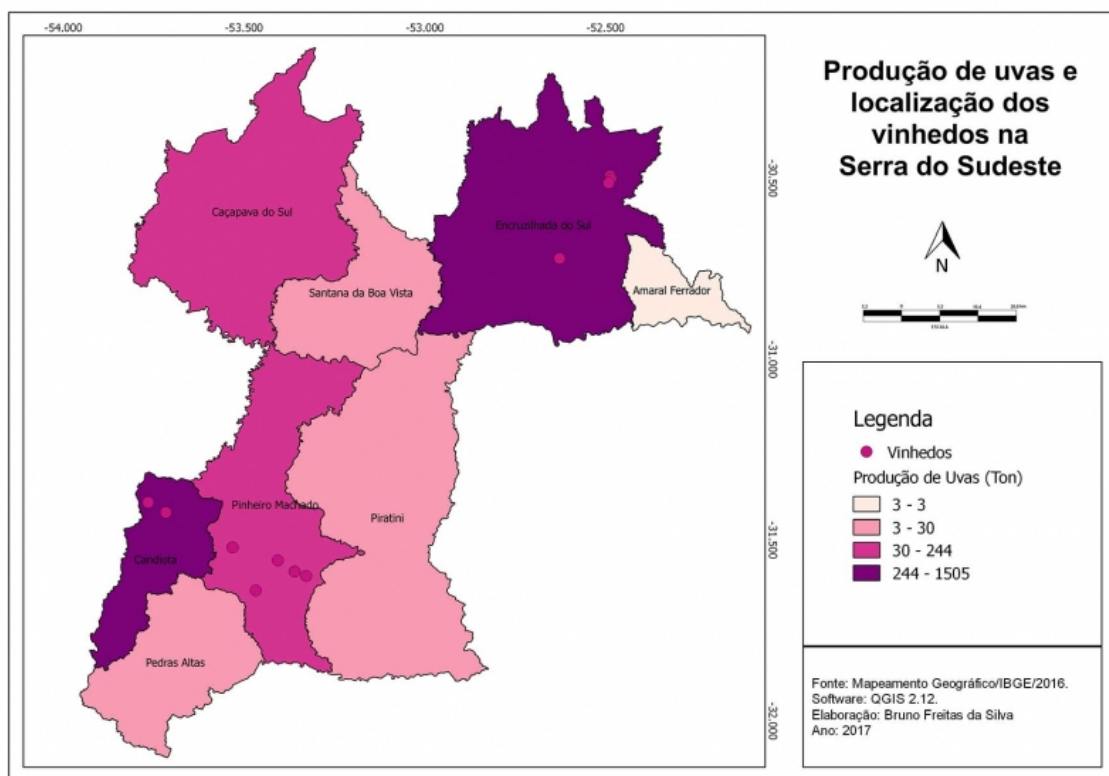 -54.000
-53.500
-53.000
-52.500
Produção de uvas e
localização dos
vinhedos na
Serra do Sudeste
-30.500
Caçapava do Sul
Encruzilhada do Sul
N
Santana da Boa Vista
Amaral Ferrador
-31.000
Legenda
Vinhedos
Produção de Uvas (Ton)
3 - 3
3 - 30
30 - 244
244 - 1505
Pinheiro Machado
Piratini
-31.500
Candiota
Pedras Altas
Fonte: Mapeamento Geográfico/IBGE/2016.
Software: QGIS 2.12.
Elaboração: Bruno Freitas da Silva
Ano: 2017
-32.000